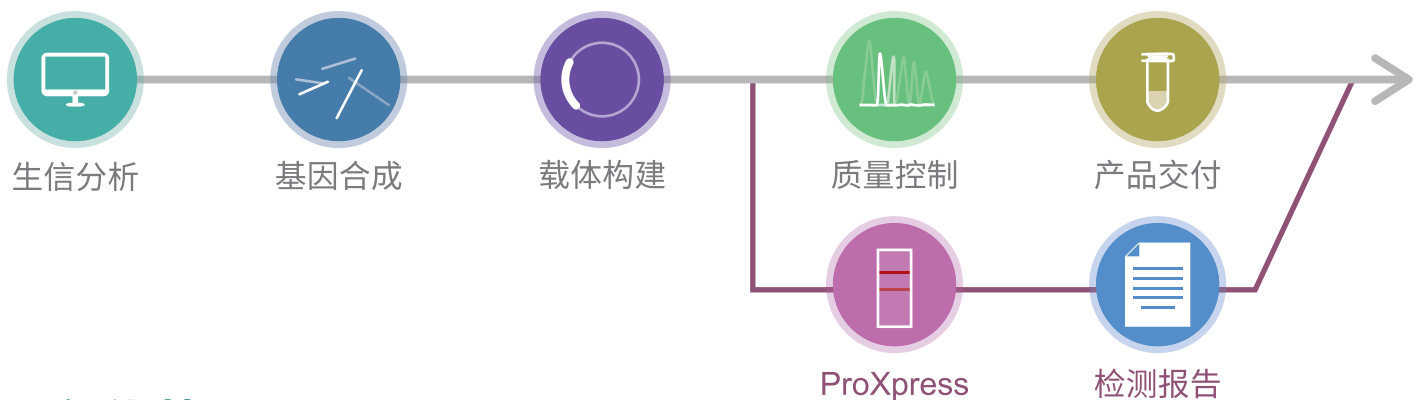 生信分析
基因合成
载体构建
质量控制
产品交付
ProXpress
检测报告